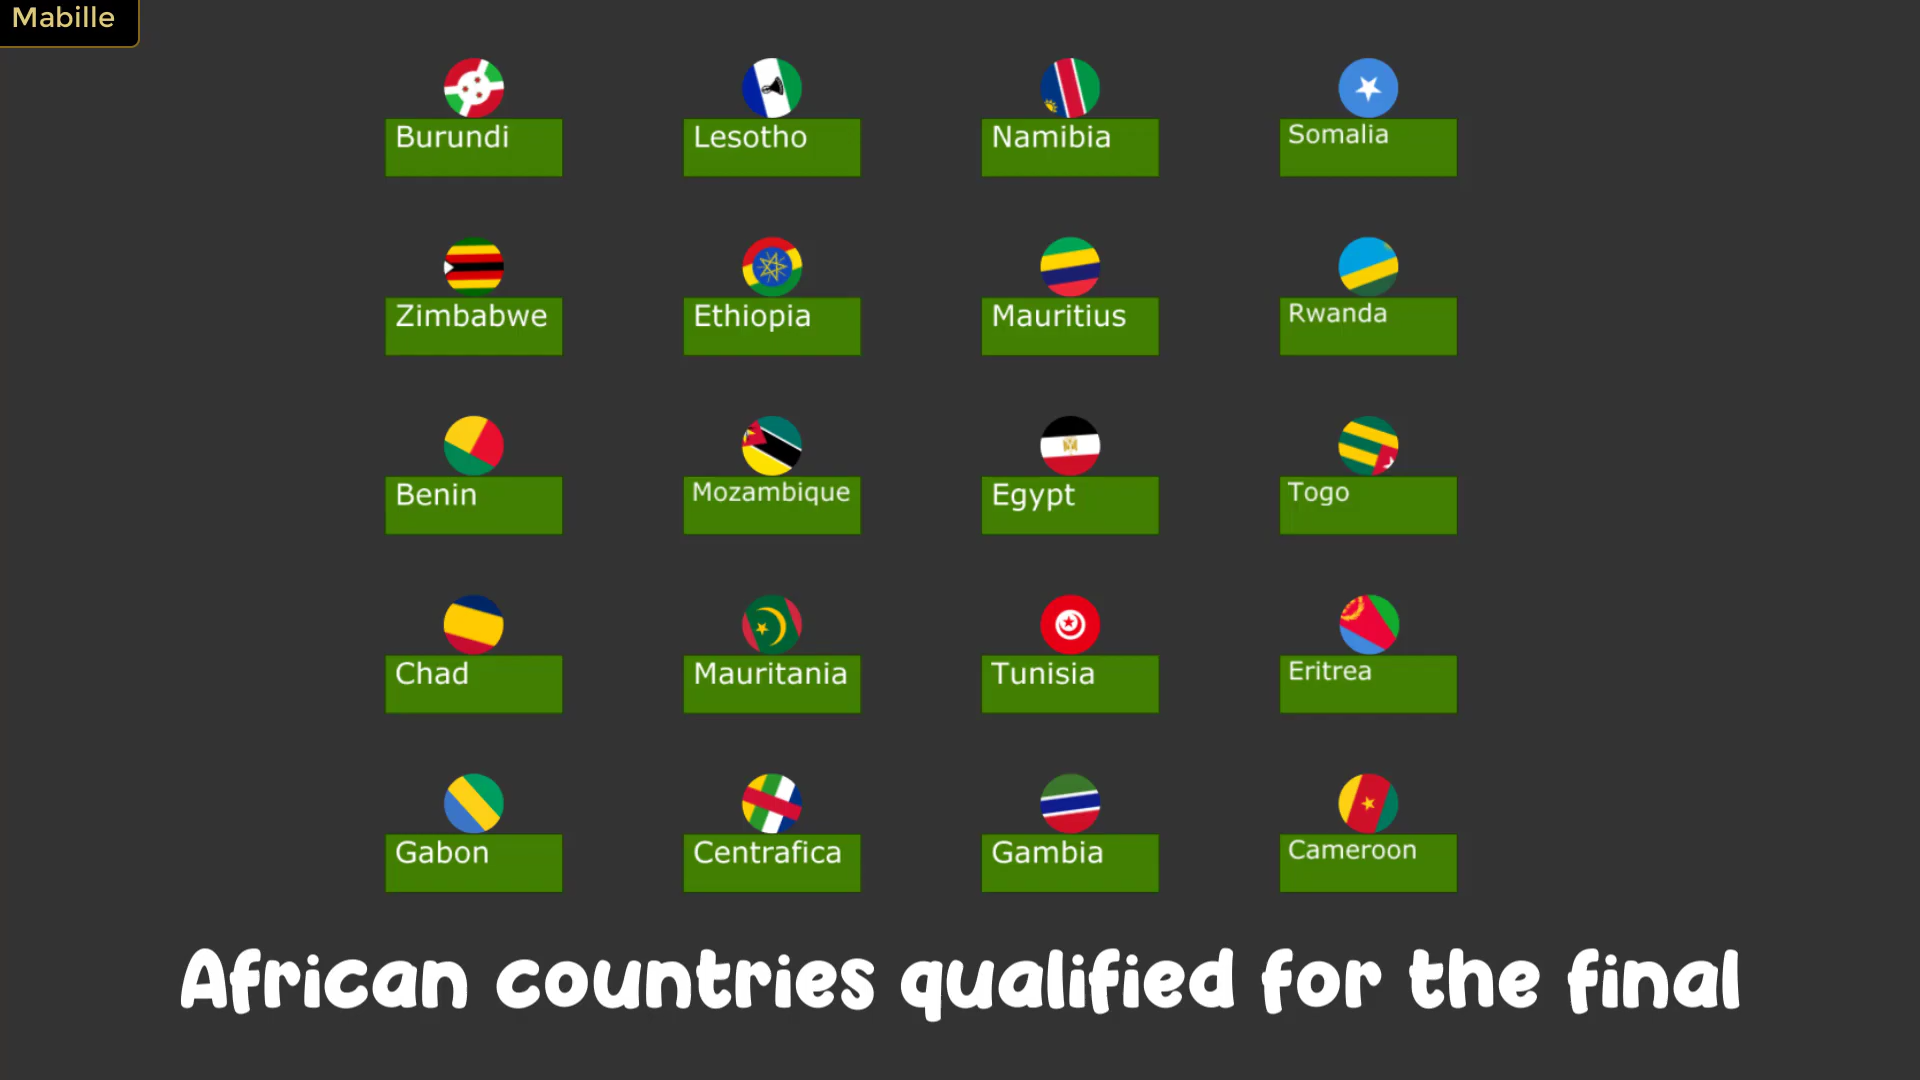 Mabille
Burundi
Lesotho
Namibia
Somalia
Zimbabwe
Ethiopia
Mauritius
Rwanda
Benin
Mozambique
Egypt
Togo
Chad
Mauritania
Tunisia
Eritrea
Gabon
Centrafica
Gambia
Cameroon
African countries qualified for the final